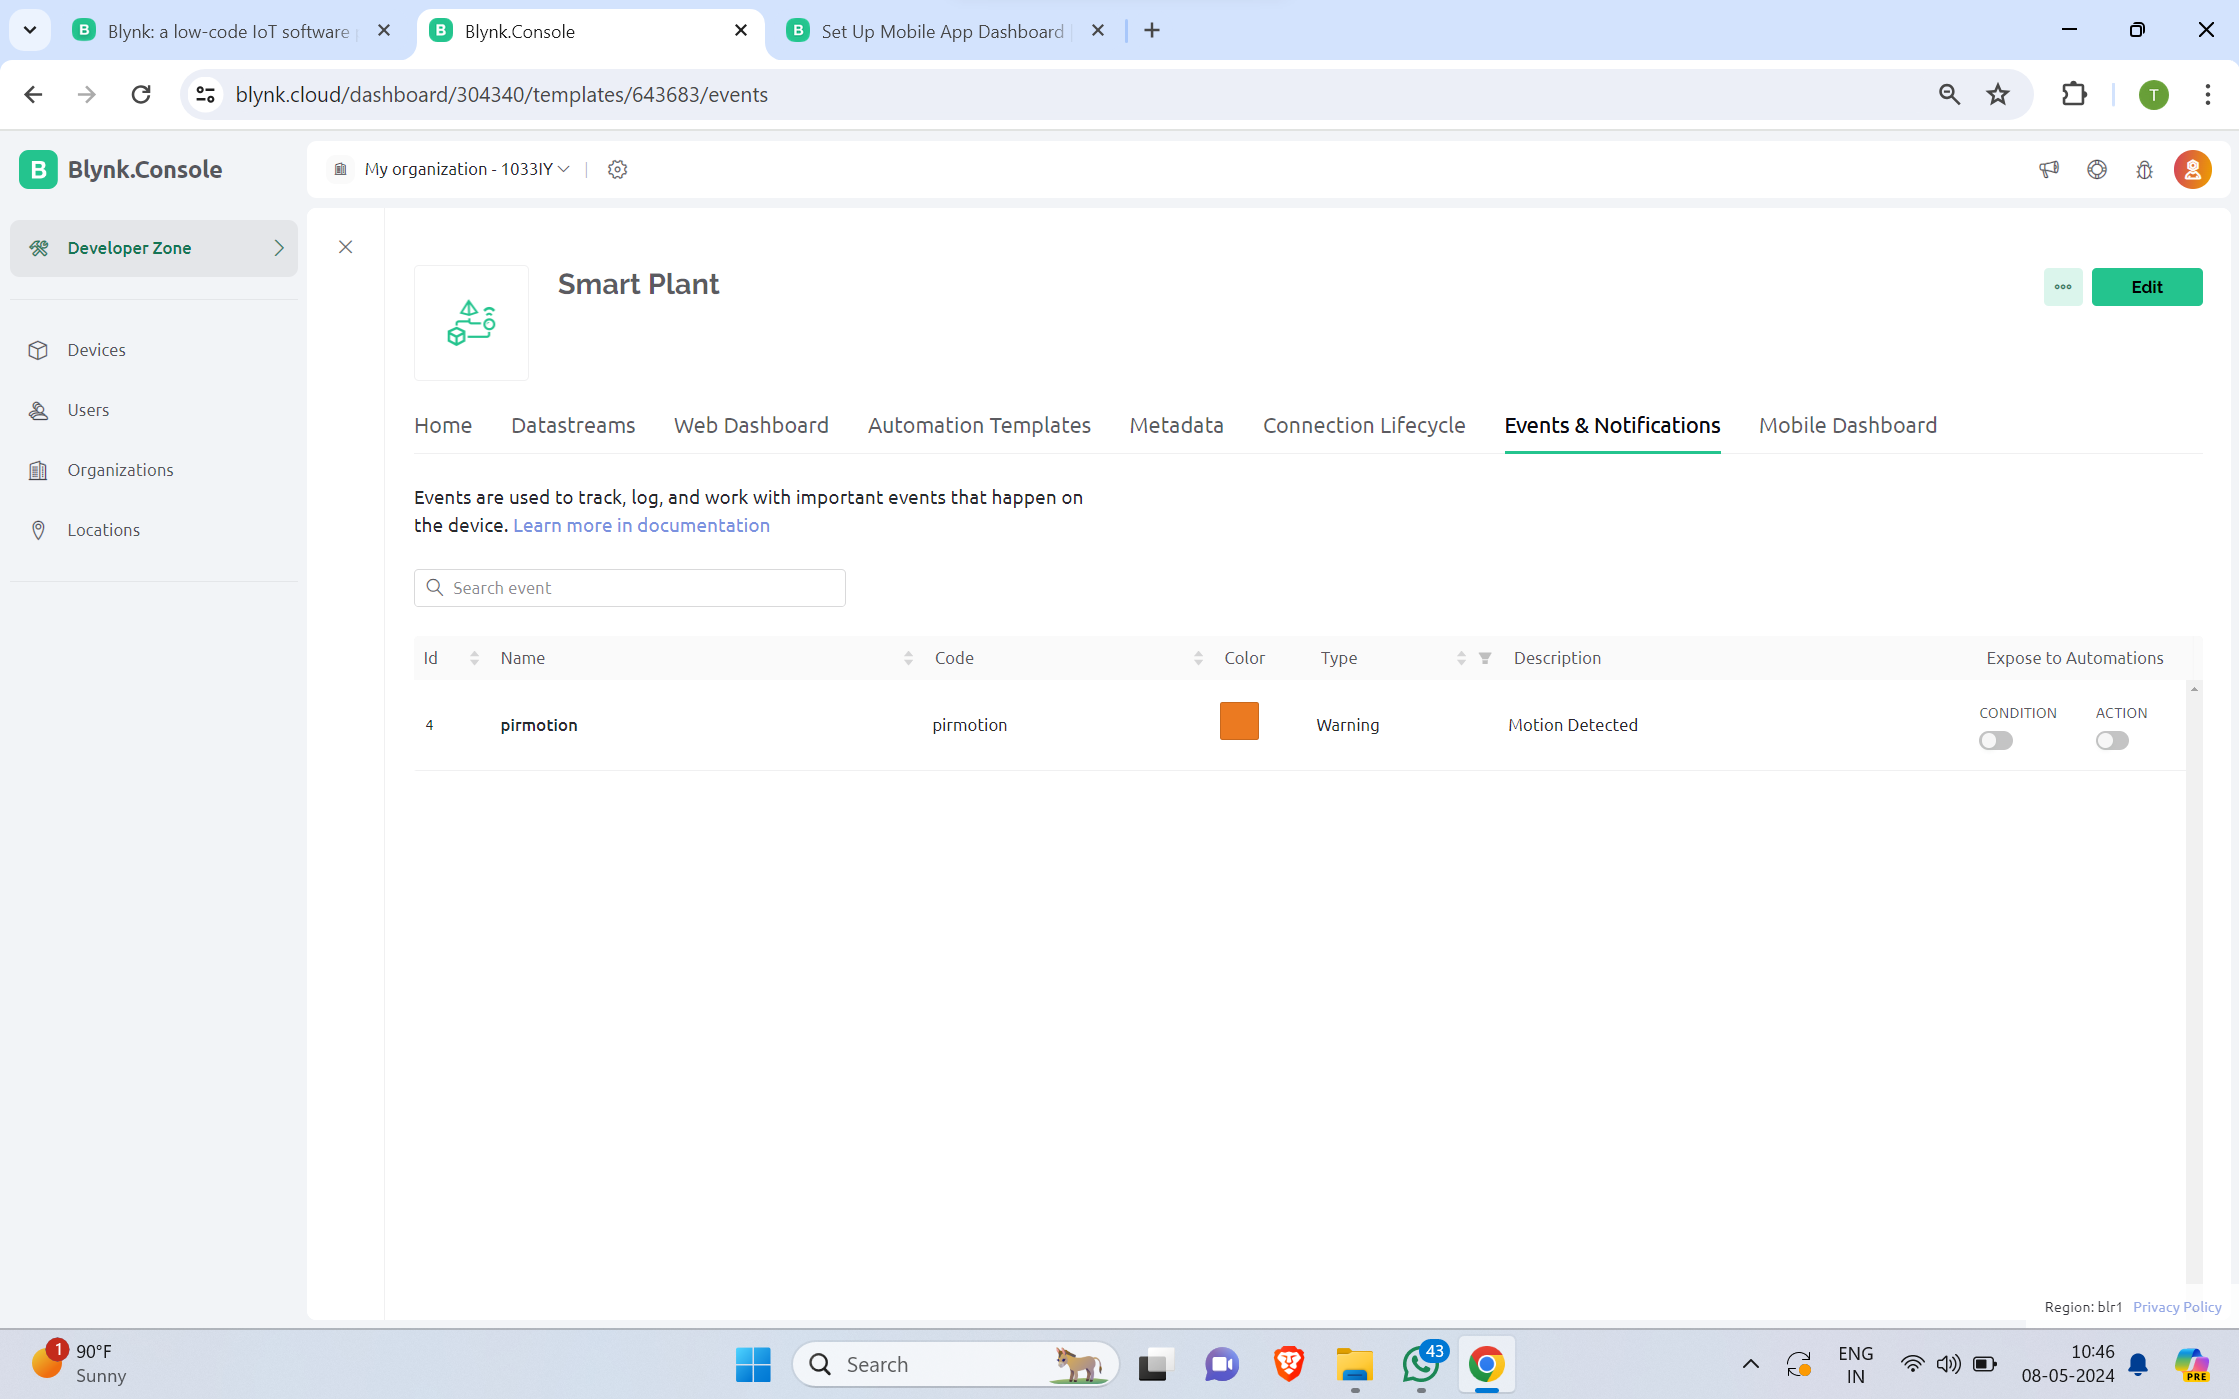 Blynk: a low-code IoT software
Blynk.Console
Set Up Mobile App Dashboard
blynk.cloud/dashboard/304340/templates/643683/events
T
B Blynk.Console
My organization - 1033IY
Developer Zone
Devices
Users
Organizations
Locations
Smart Plant
Edit
Home Datastreams Web Dashboard Automation Templates Metadata Connection Lifecycle Events & Notifications Mobile Dashboard
Events are used to track, log, and work with important events that happen on
the device. Learn more in documentation
Search event
Id Name Code Color Type Description Expose to Automations
4 pirmotion pirmotion Warning Motion Detected CONDITION ACTION
Region: blr1 Privacy Policy
1 90°F
Sunny
Search
43
ENG
IN
10:46
08-05-2024
PRE